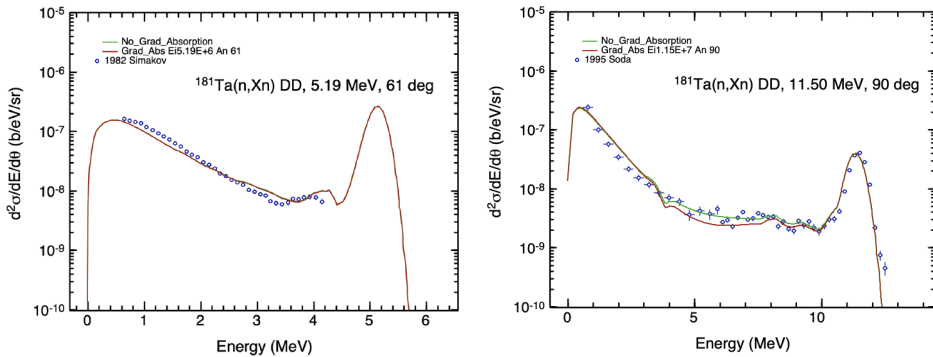 10⁻⁵
10⁻⁶
10⁻⁷
10⁻⁸
10⁻⁹
10⁻¹⁰
d²σ/dE/dθ (b/eV/sr)
No_Grad_Absorption
Grad_Abs Ei5.19E+6 An 61
1982 Simakov
¹⁸¹Ta(n,Xn) DD, 5.19 MeV, 61 deg
0 1 2 3 4 5 6
Energy (MeV)
10⁻⁵
10⁻⁶
10⁻⁷
10⁻⁸
10⁻⁹
10⁻¹⁰
d²σ/dE/dθ (b/eV/sr)
No_Grad_Absorption
Grad_Abs Ei1.15E+7 An 90
1995 Soda
¹⁸¹Ta(n,Xn) DD, 11.50 MeV, 90 deg
0 5 10
Energy (MeV)